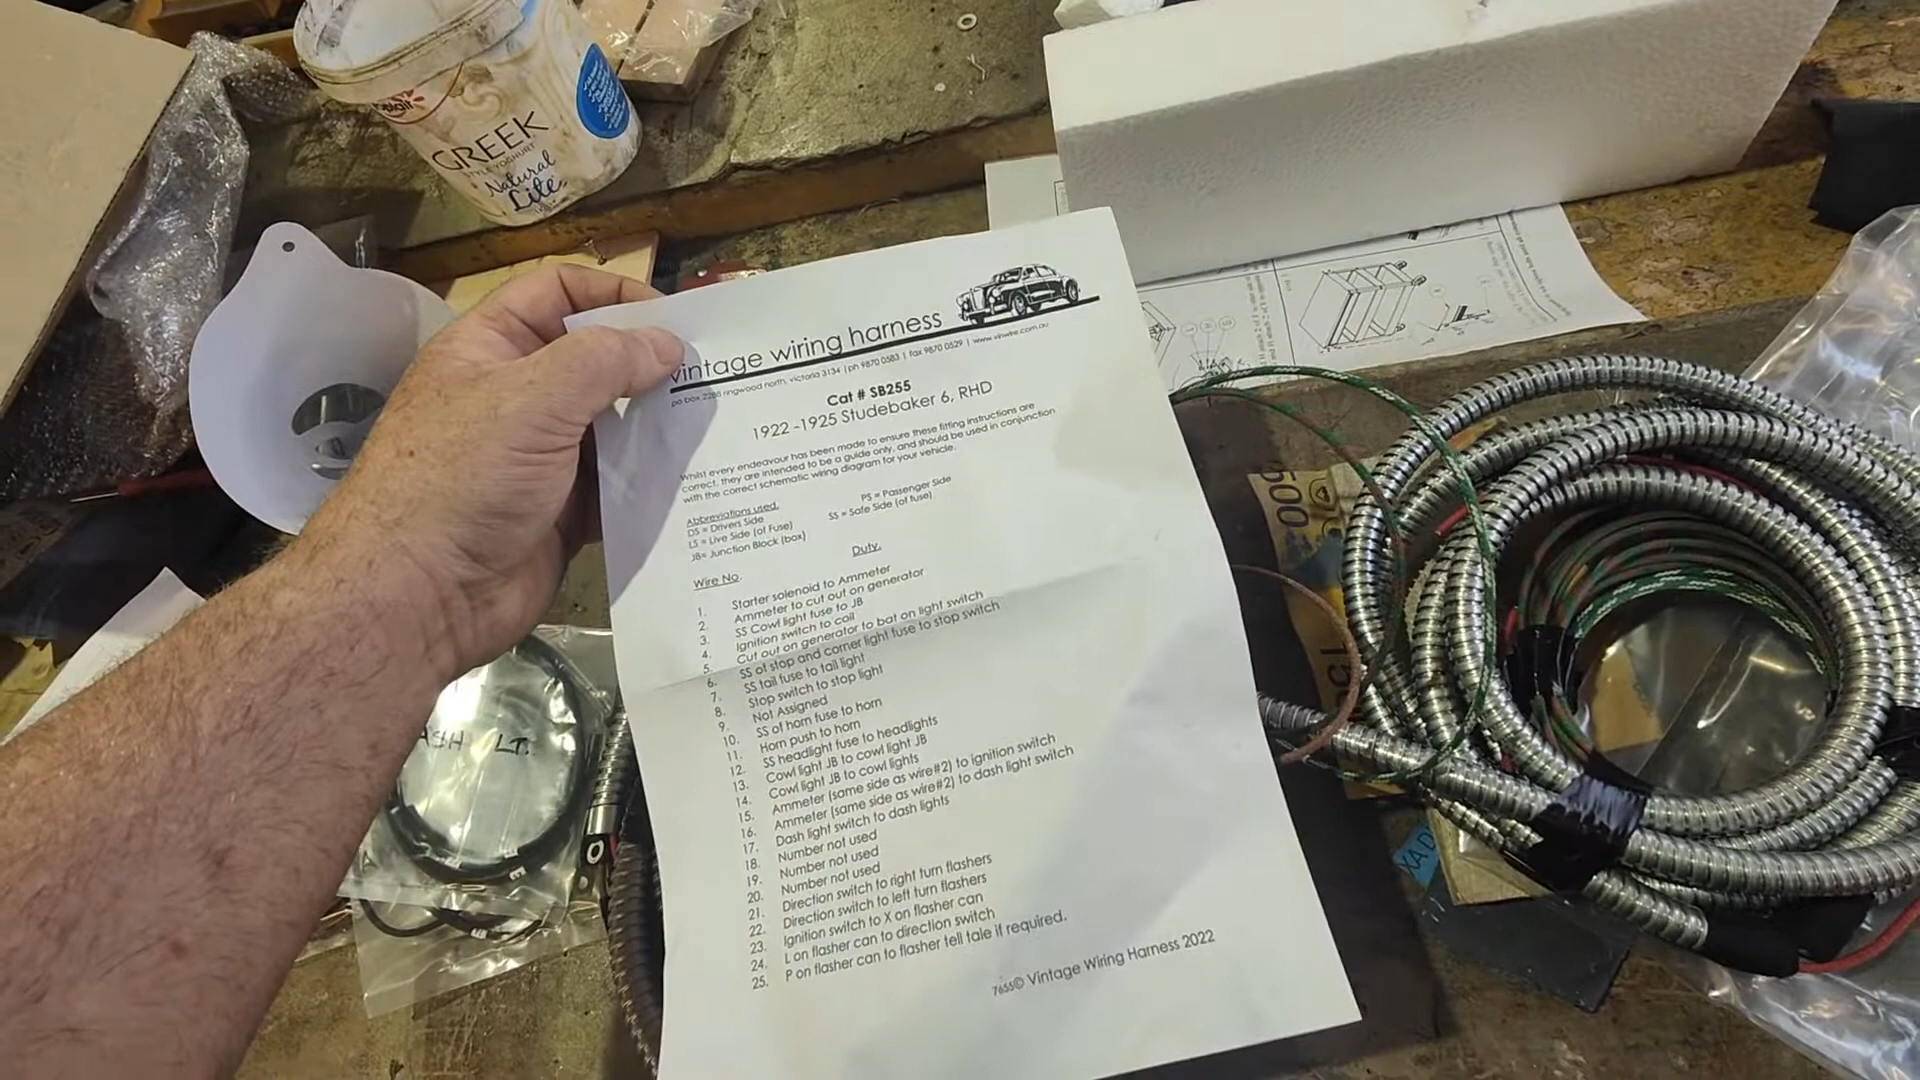 GREEK
STYLE YOGHURT
Natural
Lite
vintage wiring harness
po box 2288 ringwood north, victoria 3134 | ph 9870 0583 | fax 9870 0529 | www.vinwire.com.au
Cat # SB255
1922 -1925 Studebaker 6, RHD
Whilst every endeavour has been made to ensure these fitting instructions are
correct, they are intended to be a guide only, and should be used in conjunction
with the correct schematic wiring diagram for your vehicle.
Abbreviations used.
DS = Drivers Side PS = Passenger Side
LS = Live Side (of Fuse) SS = Safe Side (of fuse)
JB= Junction Block (box)
Wire No. Duty.
1. Starter solenoid to Ammeter
2. Ammeter to cut out on generator
3. SS Cowl light fuse to JB
4. Ignition switch to coil
5. Cut out on generator to bat on light switch
6. SS of stop and corner light fuse to stop switch
7. SS tail fuse to tail light
8. Stop switch to stop light
9. Not Assigned
10. SS of horn fuse to horn
11. Horn push to horn
12. SS headlight fuse to headlights
13. Cowl light JB to cowl light JB
14. Cowl light JB to cowl lights
15. Ammeter (same side as wire#2) to ignition switch
16. Ammeter (same side as wire#2) to dash light switch
17. Dash light switch to dash lights
18. Number not used
19. Number not used
20. Number not used
21. Direction switch to right turn flashers
22. Direction switch to left turn flashers
23. Ignition switch to X on flasher can
24. L on flasher can to direction switch
25. P on flasher can to flasher tell tale if required.
7655© Vintage Wiring Harness 2022
ASH LT.